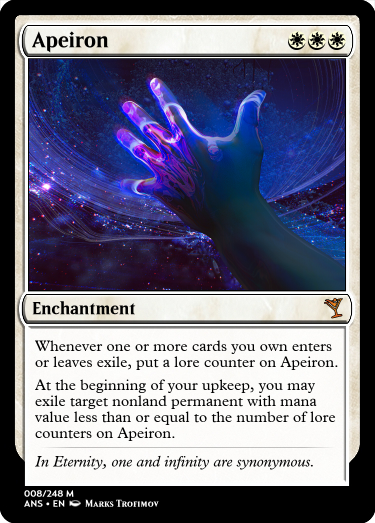 Apeiron
Enchantment
Whenever one or more cards you own enters
or leaves exile, put a lore counter on Apeiron.
At the beginning of your upkeep, you may
exile target nonland permanent with mana
value less than or equal to the number of lore
counters on Apeiron.
In Eternity, one and infinity are synonymous.
008/248 M
ANS • EN Marks Trofimov